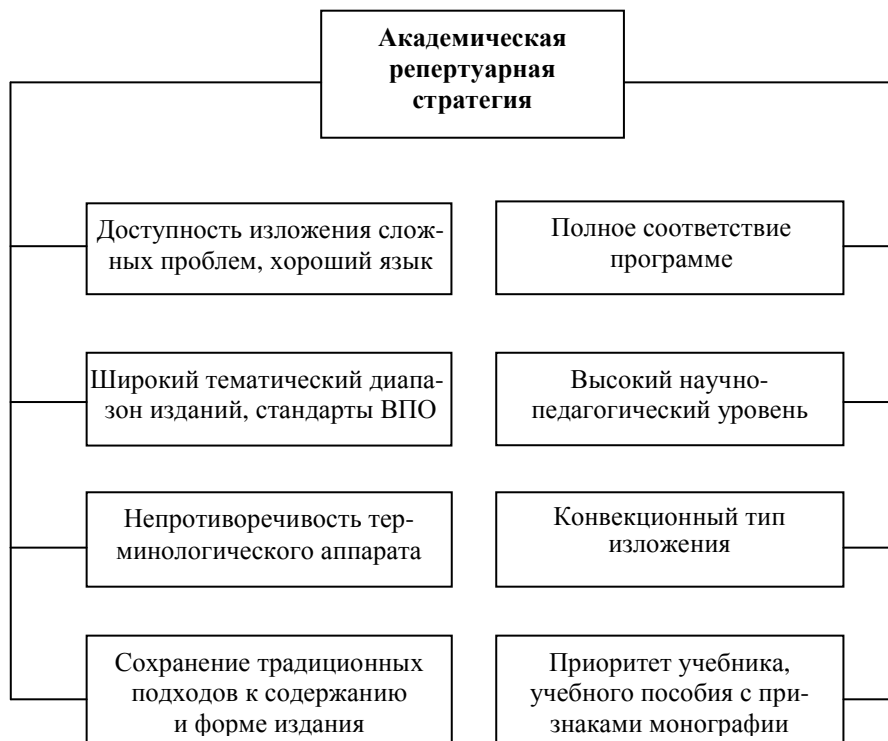 Академическая
репертуарная
стратегия
Доступность изложения слож-
ных проблем, хороший язык
Полное соответствие
программе
Широкий тематический диапа-
зон изданий, стандарты ВПО
Высокий научно-
педагогический уровень
Непротиворечивость тер-
минологического аппарата
Конвекционный тип
изложения
Сохранение традиционных
подходов к содержанию
и форме издания
Приоритет учебника,
учебного пособия с при-
знаками монографии